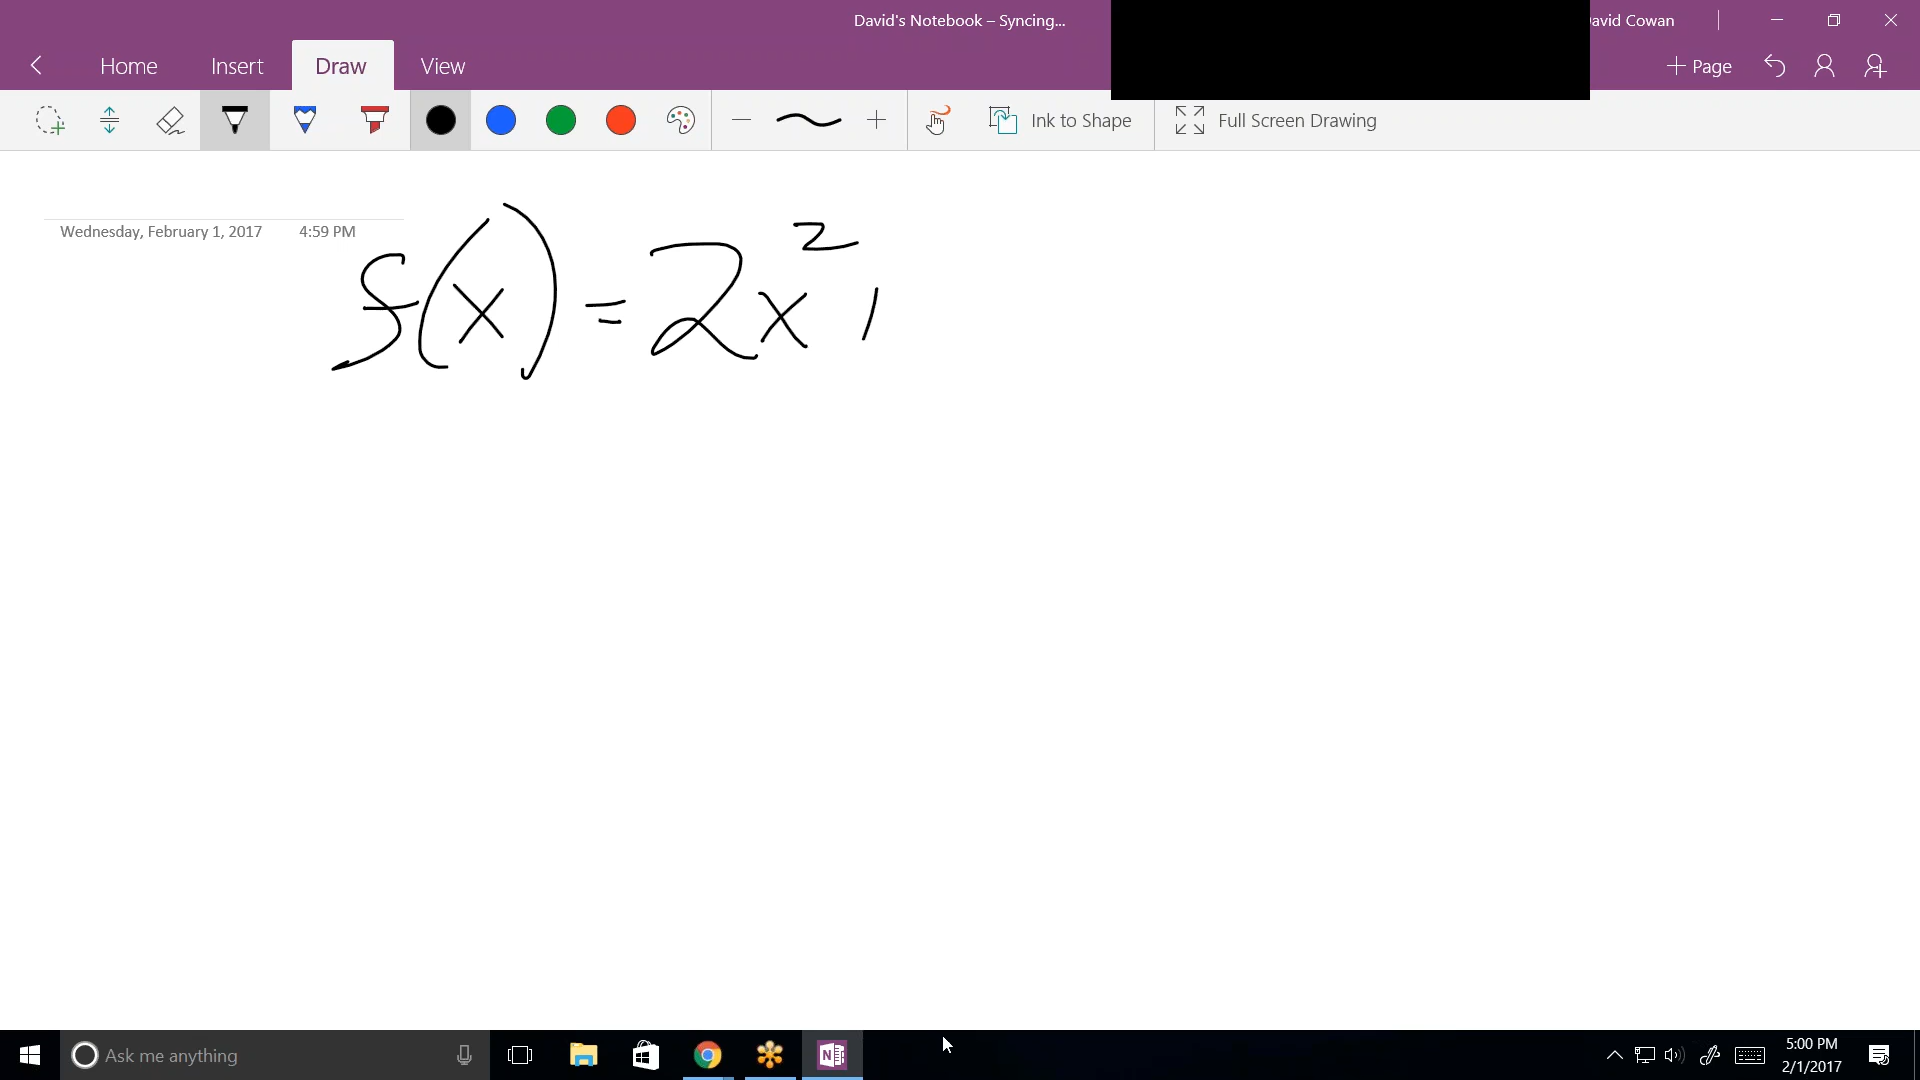 David's Notebook – Syncing...
avid Cowan
Home Insert Draw View
Page
Ink to Shape
Full Screen Drawing
Wednesday, February 1, 2017 4:59 PM
f(x) = 2x² /
Ask me anything
N
5:00 PM
2/1/2017